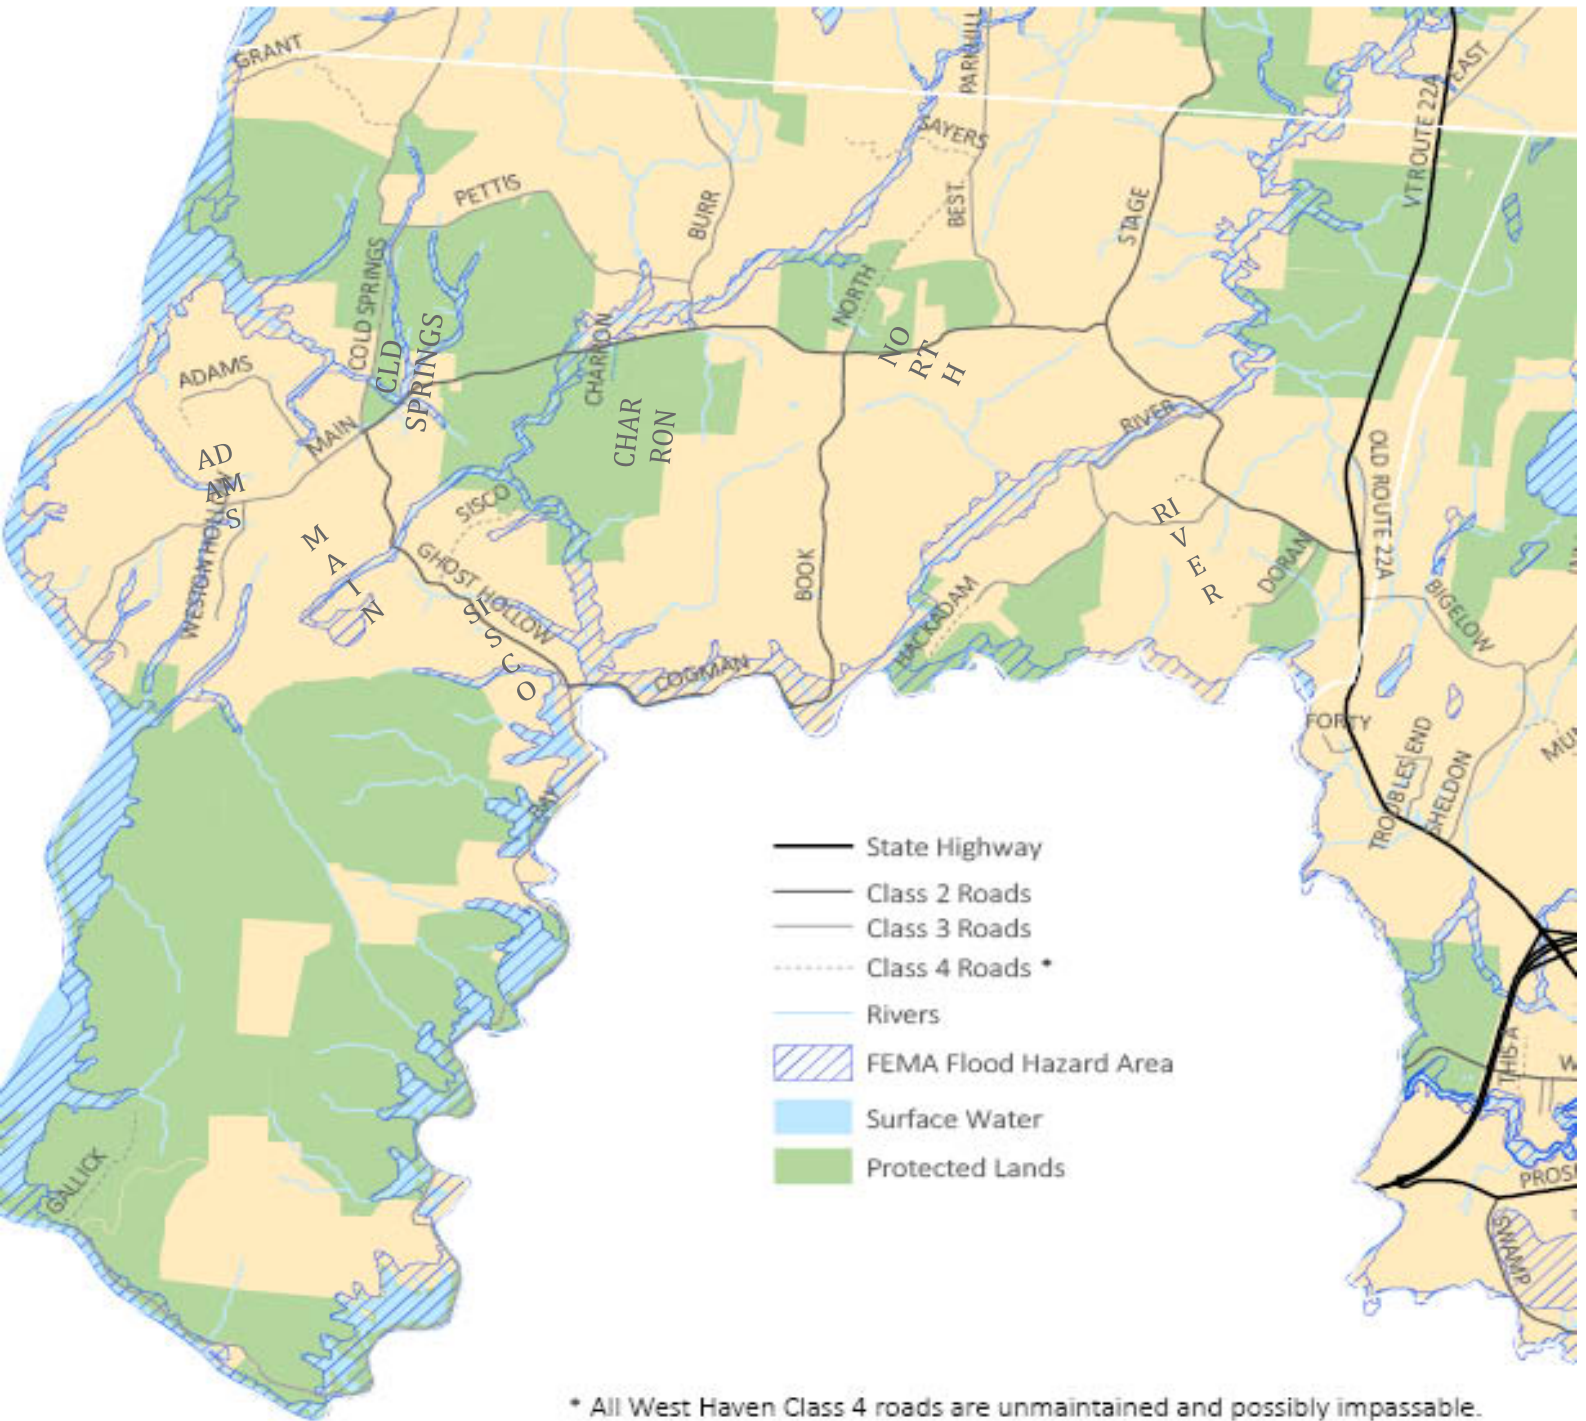 GRANT
PARKHILL
EAST
VT ROUTE 22A
SAYERS
PETTIS
BURR
BEST.
STAGE
COLD SPRINGS
NORTH
CHARRON
ADAMS
CLD
SPRINGS
NO
RT
H
MAIN
CHAR
RON
RIVER
OLD ROUTE 22A
AD
AM
S
WESTON HOLLOW
SISCO
RI
V
E
R
M
A
I
N
GHOST HOLLOW
SI
S
C
O
BOOK
DORAN
HACKADAM
BIGELOW
COGMAN
FORTY
TROUBLES END
SHELDON
MUN
BAY
State Highway
Class 2 Roads
Class 3 Roads
Class 4 Roads *
Rivers
FEMA Flood Hazard Area
Surface Water
Protected Lands
THIS A
W
GALLICK
PROSP
SWAMP
* All West Haven Class 4 roads are unmaintained and possibly impassable.